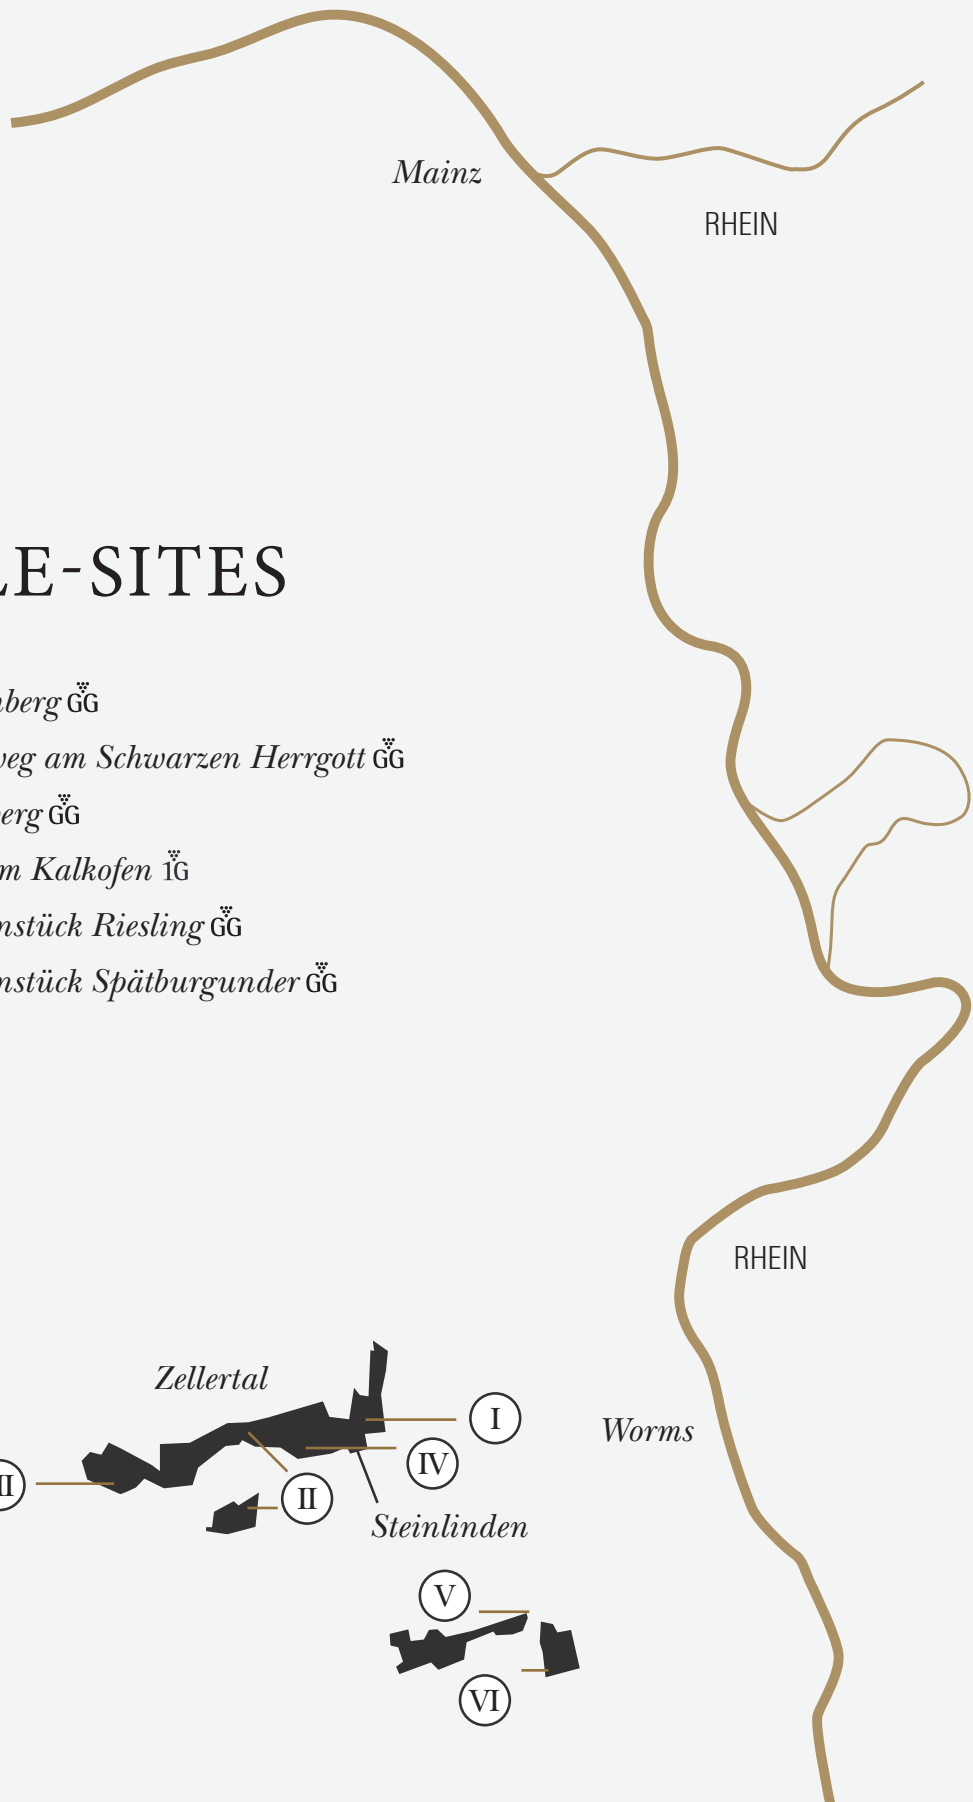 Mainz
RHEIN
LE-SITES
berg GG
weg am Schwarzen Herrgott GG
erg GG
m Kalkofen 1G
nstück Riesling GG
nstück Spätburgunder GG
RHEIN
Zellertal
Worms
I
IV
II
II
Steinlinden
V
VI